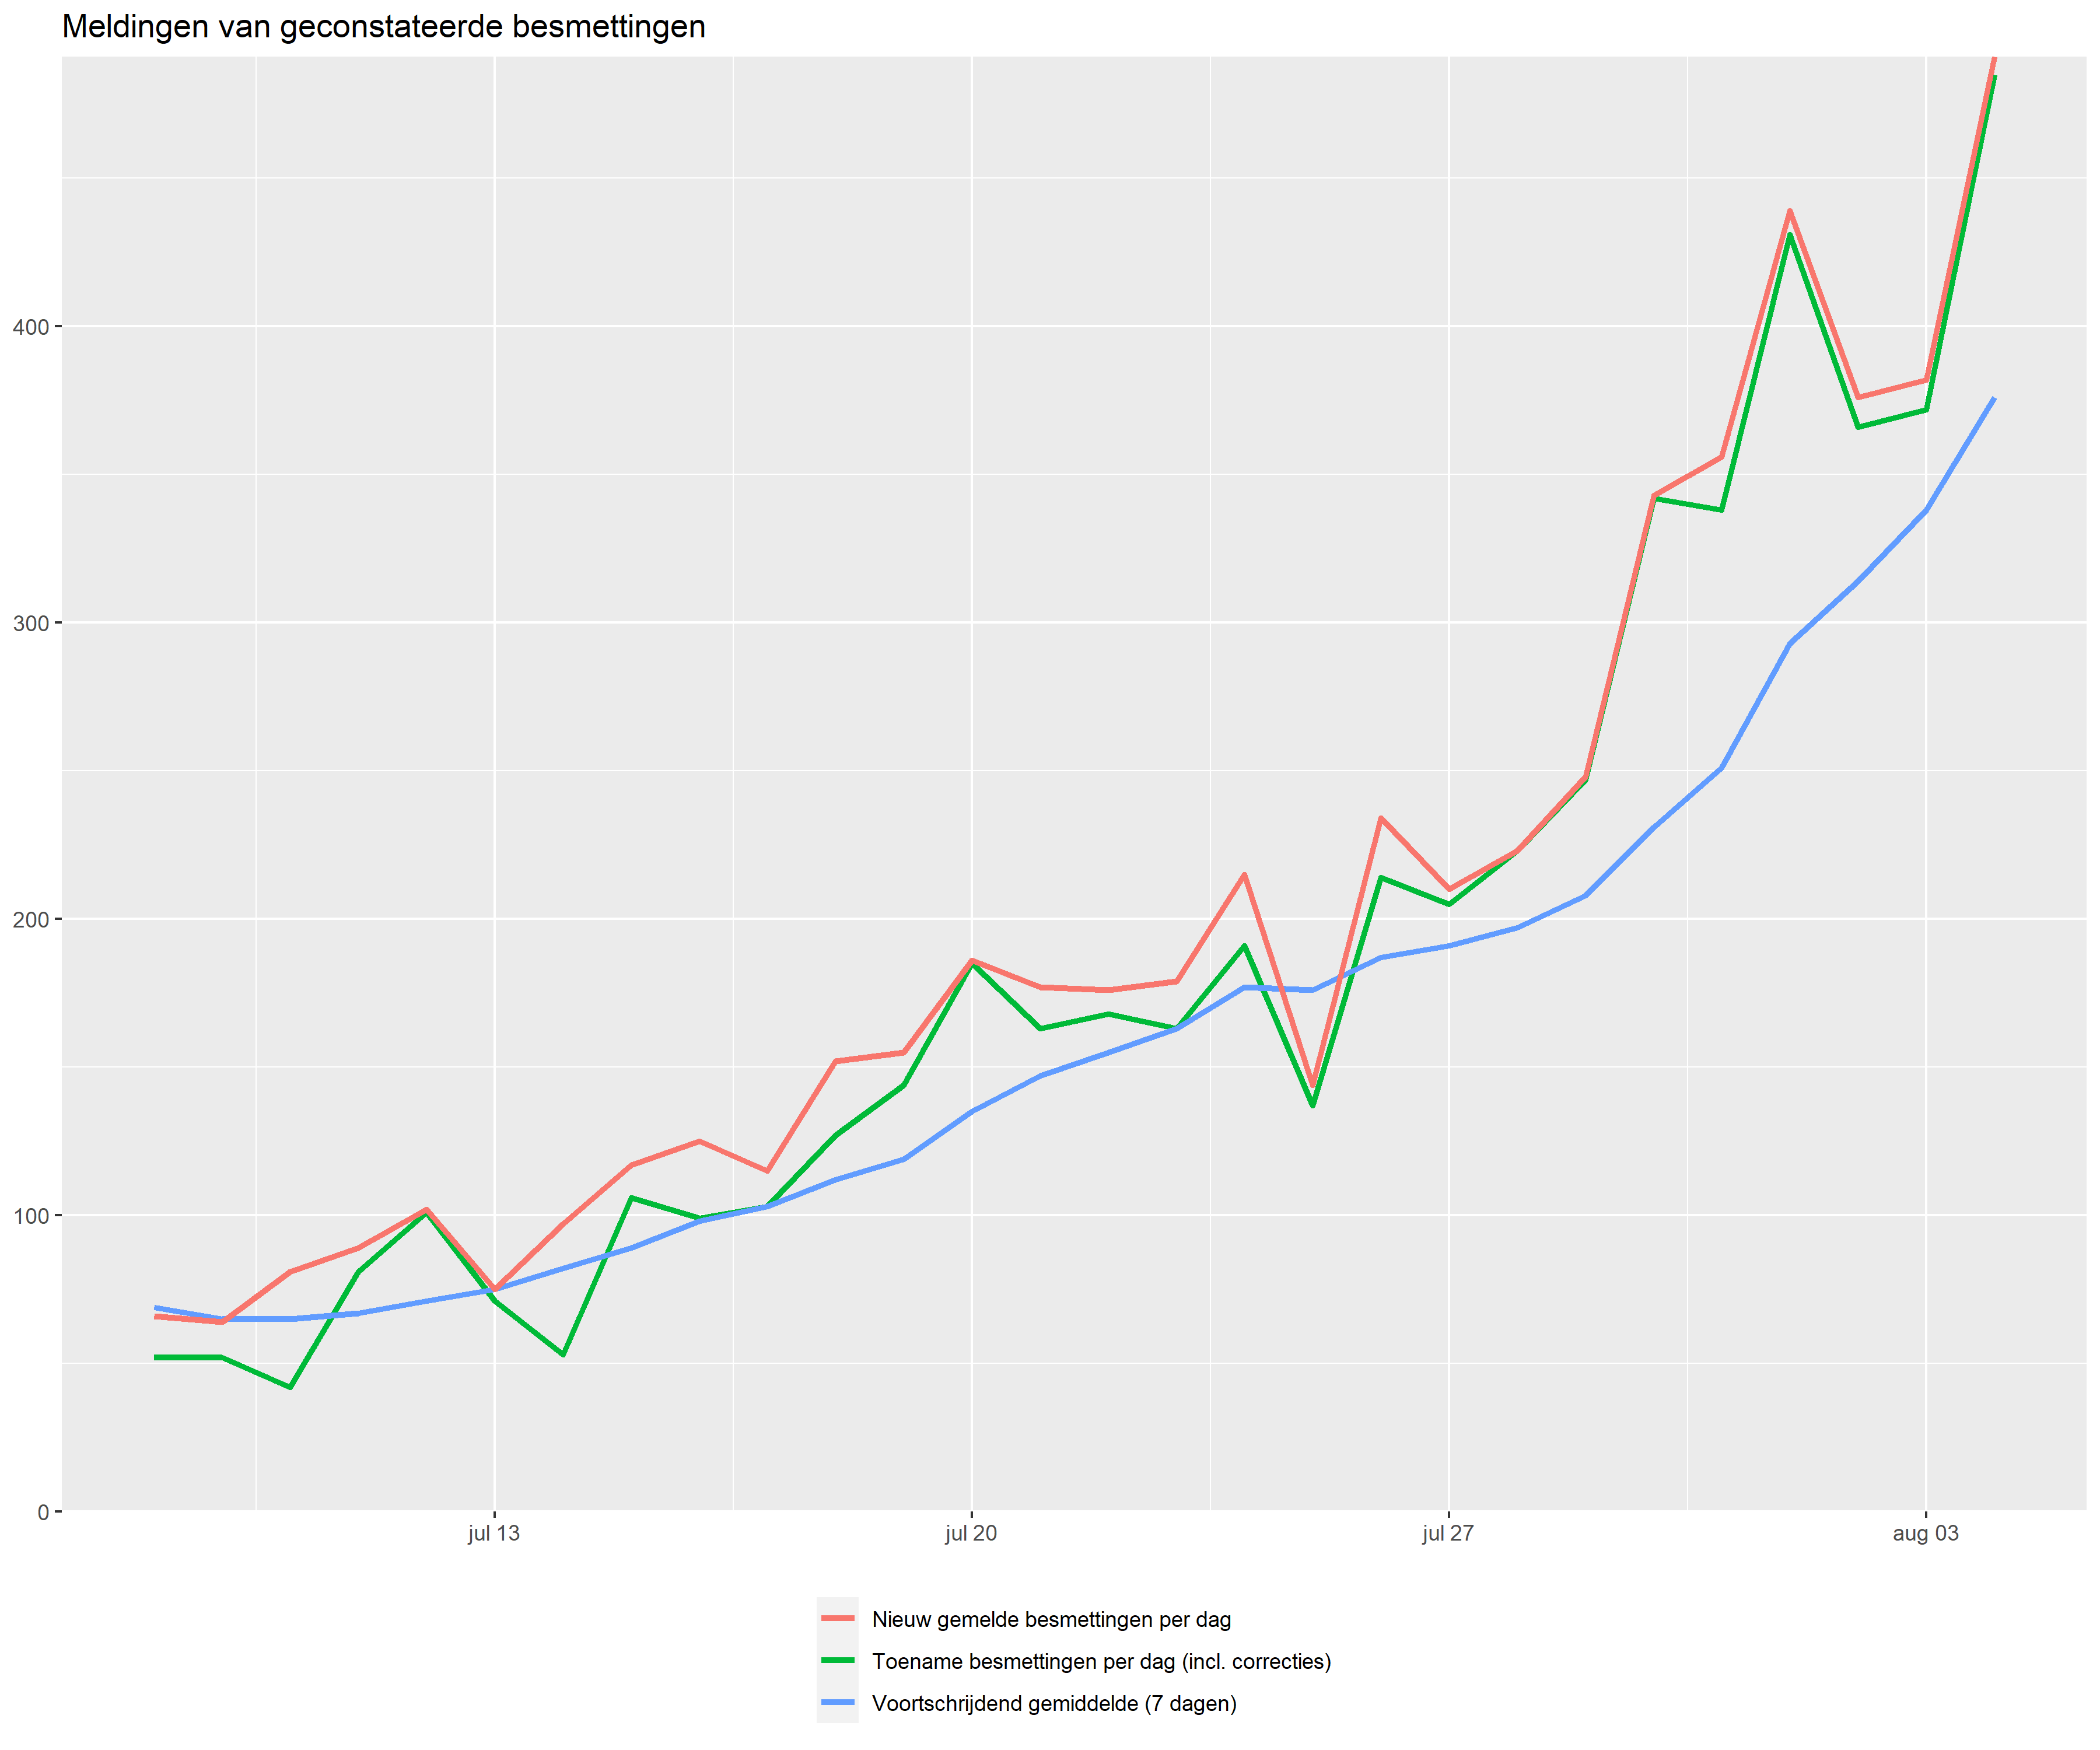 Meldingen van geconstateerde besmettingen
400
300
200
100
0
jul 13 jul 20 jul 27 aug 03
Nieuw gemelde besmettingen per dag
Toename besmettingen per dag (incl. correcties)
Voortschrijdend gemiddelde (7 dagen)